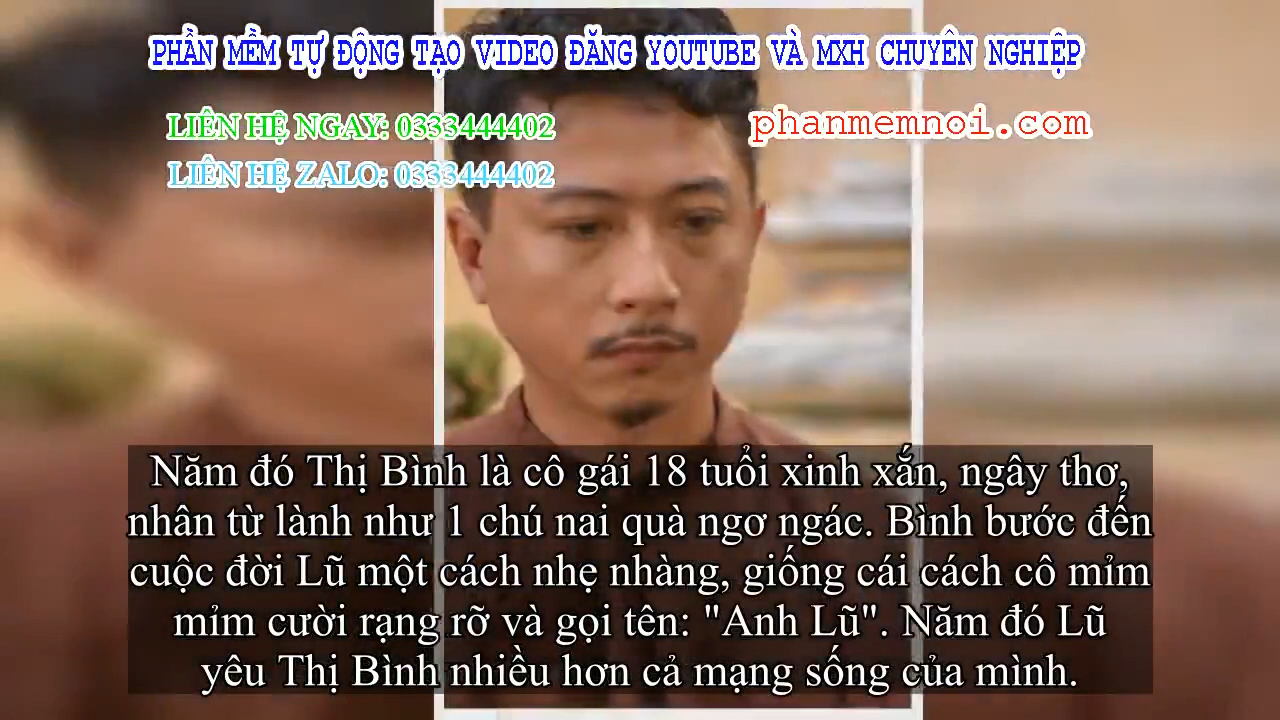 PHẦN MỀM TỰ ĐỘNG TẠO VIDEO ĐĂNG YOUTUBE VÀ MXH CHUYÊN NGHIỆP
LIÊN HỆ NGAY: 0333444402
phanmemnoi.com
LIÊN HỆ ZALO: 0333444402
Năm đó Thị Bình là cô gái 18 tuổi xinh xắn, ngây thơ,
nhân từ lành như 1 chú nai quà ngơ ngác. Bình bước đến
cuộc đời Lũ một cách nhẹ nhàng, giống cái cách cô mỉm
mỉm cười rạng rỡ và gọi tên: "Anh Lũ". Năm đó Lũ
yêu Thị Bình nhiều hơn cả mạng sống của mình.